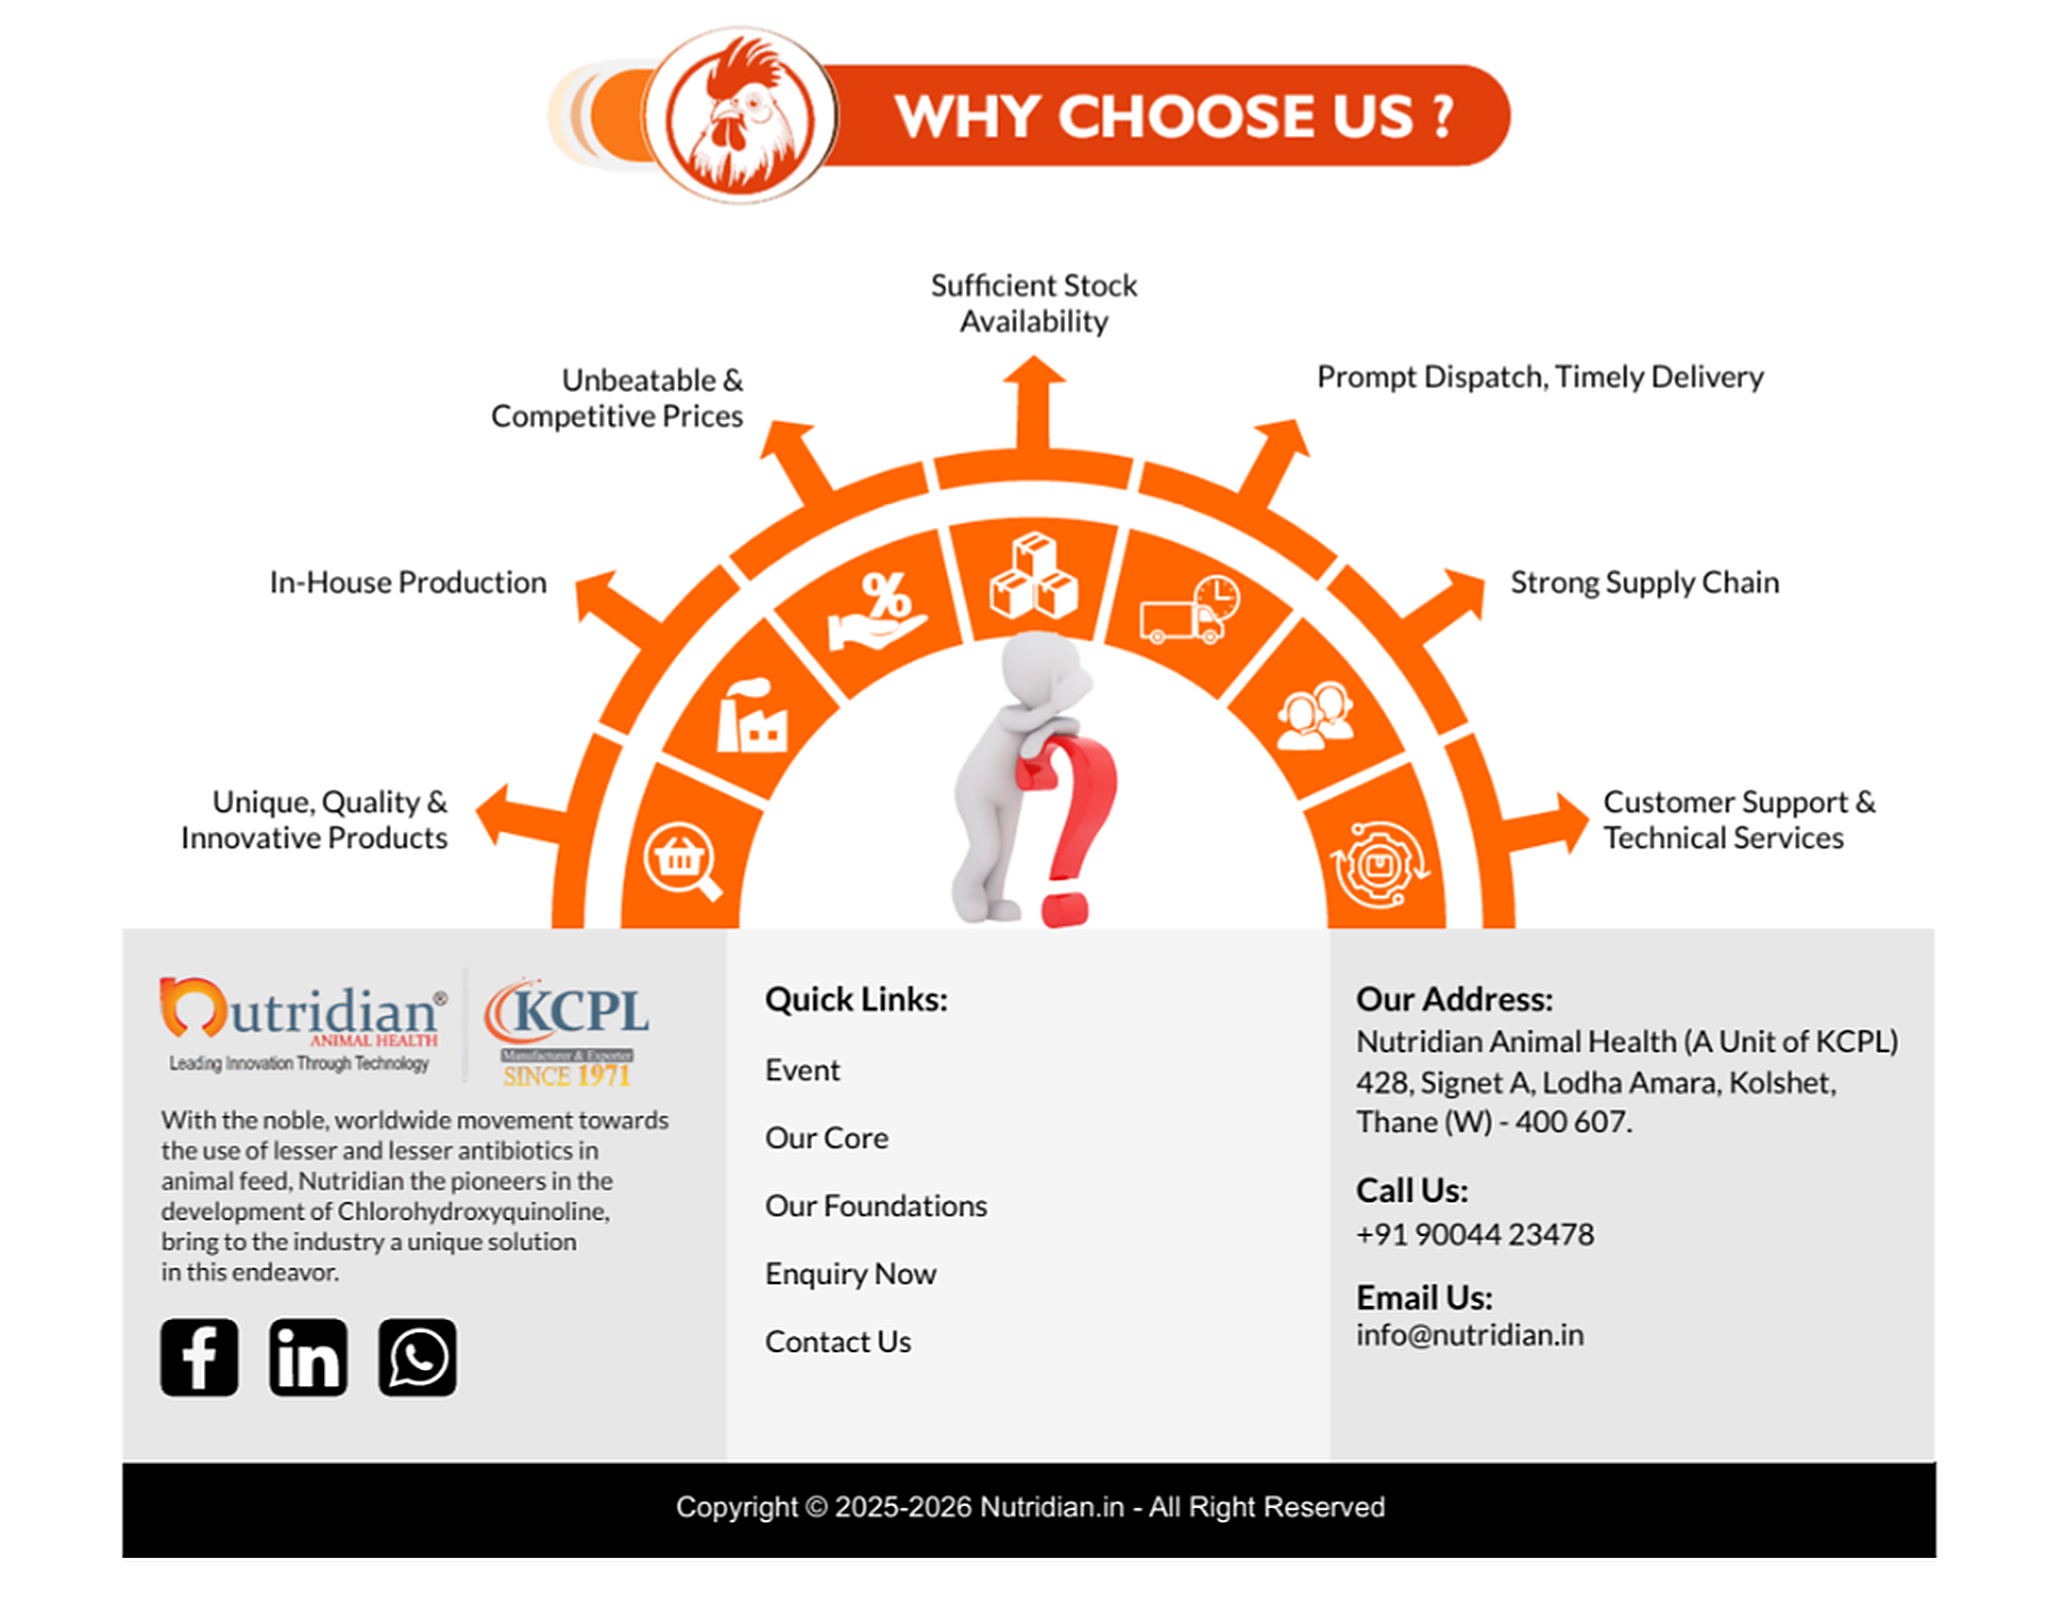 WHY CHOOSE US ?
Sufficient Stock
Availability
Unbeatable &
Competitive Prices
Prompt Dispatch, Timely Delivery
In-House Production
Strong Supply Chain
%
Unique, Quality &
Innovative Products
Customer Support &
Technical Services
nutridian®
ANIMAL HEALTH
Leading Innovation Through Technology
KCPL
Manufacturer & Exporter
SINCE 1971
With the noble, worldwide movement towards
the use of lesser and lesser antibiotics in
animal feed, Nutridian the pioneers in the
development of Chlorohydroxyquinoline,
bring to the industry a unique solution
in this endeavor.
Quick Links:
Event
Our Core
Our Foundations
Enquiry Now
Contact Us
Our Address:
Nutridian Animal Health (A Unit of KCPL)
428, Signet A, Lodha Amara, Kolshet,
Thane (W) - 400 607.
Call Us:
+91 90044 23478
Email Us:
info@nutridian.in
Copyright © 2025-2026 Nutridian.in - All Right Reserved